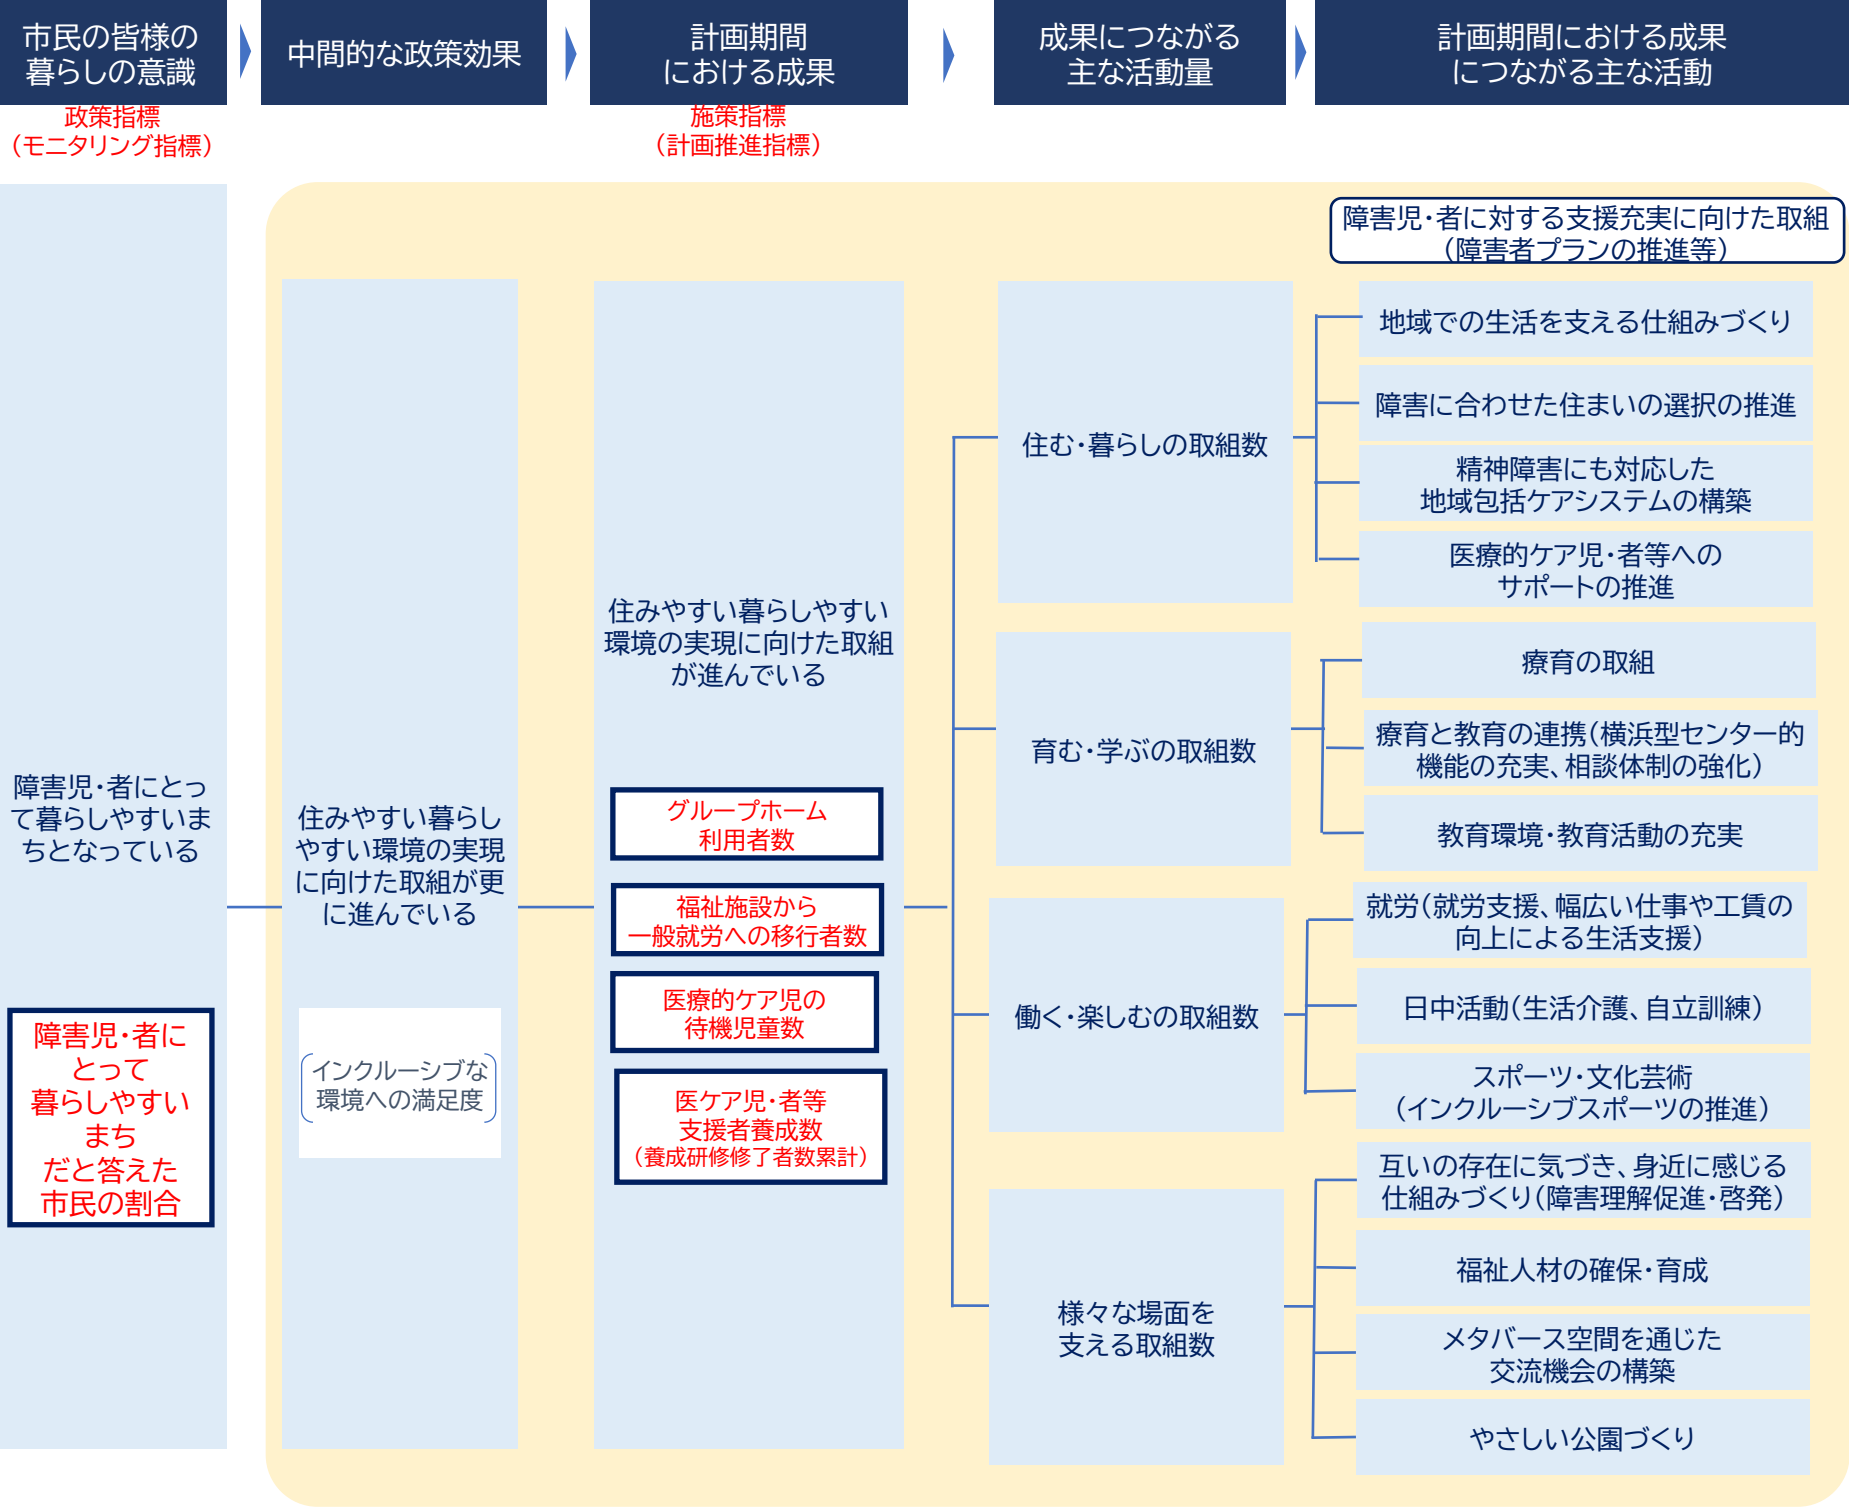 市民の皆様の
暮らしの意識
中間的な政策効果
計画期間
における成果
成果につながる
主な活動量
計画期間における成果
につながる主な活動
政策指標
（モニタリング指標）
施策指標
（計画推進指標）
障害児・者にとっ
て暮らしやすいま
ちとなっている
障害児・者に
とって
暮らしやすい
まち
だと答えた
市民の割合
住みやすい暮らし
やすい環境の実現
に向けた取組が更
に進んでいる
インクルーシブな
環境への満足度
住みやすい暮らしやすい
環境の実現に向けた取組
が進んでいる
グループホーム
利用者数
福祉施設から
一般就労への移行者数
医療的ケア児の
待機児童数
医ケア児・者等
支援者養成数
（養成研修修了者数累計）
障害児・者に対する支援充実に向けた取組
（障害者プランの推進等）
住む・暮らしの取組数
地域での生活を支える仕組みづくり
障害に合わせた住まいの選択の推進
精神障害にも対応した
地域包括ケアシステムの構築
医療的ケア児・者等への
サポートの推進
育む・学ぶの取組数
療育の取組
療育と教育の連携（横浜型センター的
機能の充実、相談体制の強化）
教育環境・教育活動の充実
働く・楽しむの取組数
就労（就労支援、幅広い仕事や工賃の
向上による生活支援）
日中活動（生活介護、自立訓練）
スポーツ・文化芸術
（インクルーシブスポーツの推進）
様々な場面を
支える取組数
互いの存在に気づき、身近に感じる
仕組みづくり（障害理解促進・啓発）
福祉人材の確保・育成
メタバース空間を通じた
交流機会の構築
やさしい公園づくり